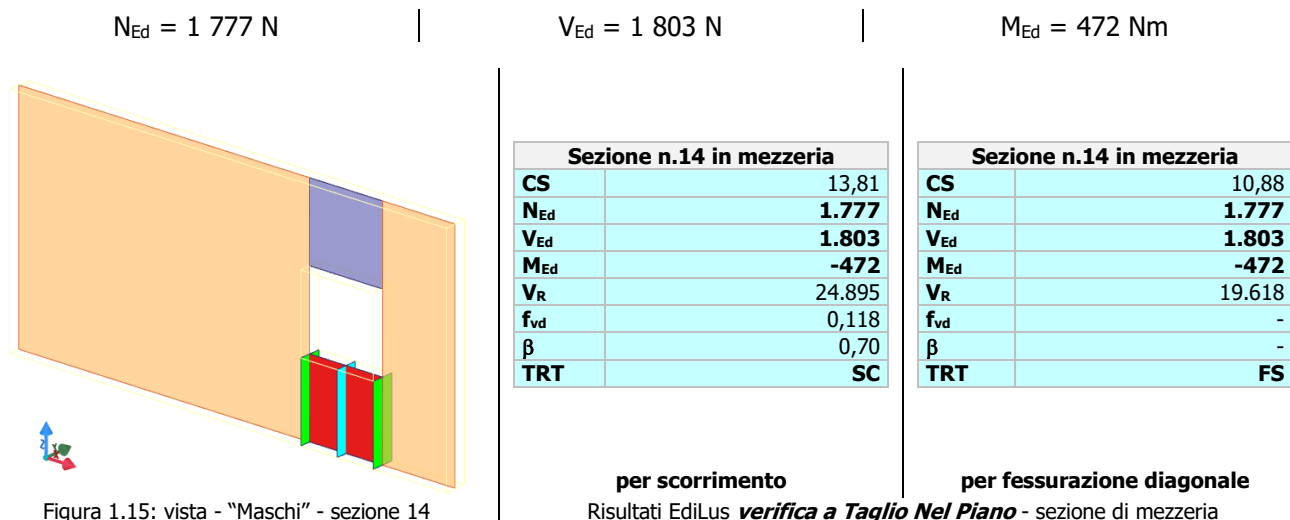 N_Ed = 1 777 N V_Ed = 1 803 N M_Ed = 472 Nm
Sezione n.14 in mezzeria
CS 13,81
N_Ed 1.777
V_Ed 1.803
M_Ed -472
V_R 24.895
f_vd 0,118
β 0,70
TRT SC
per scorrimento
Sezione n.14 in mezzeria
CS 10,88
N_Ed 1.777
V_Ed 1.803
M_Ed -472
V_R 19.618
f_vd -
β -
TRT FS
per fessurazione diagonale
Figura 1.15: vista - “Maschi” - sezione 14
Risultati EdiLus verifica a Taglio Nel Piano - sezione di mezzeria